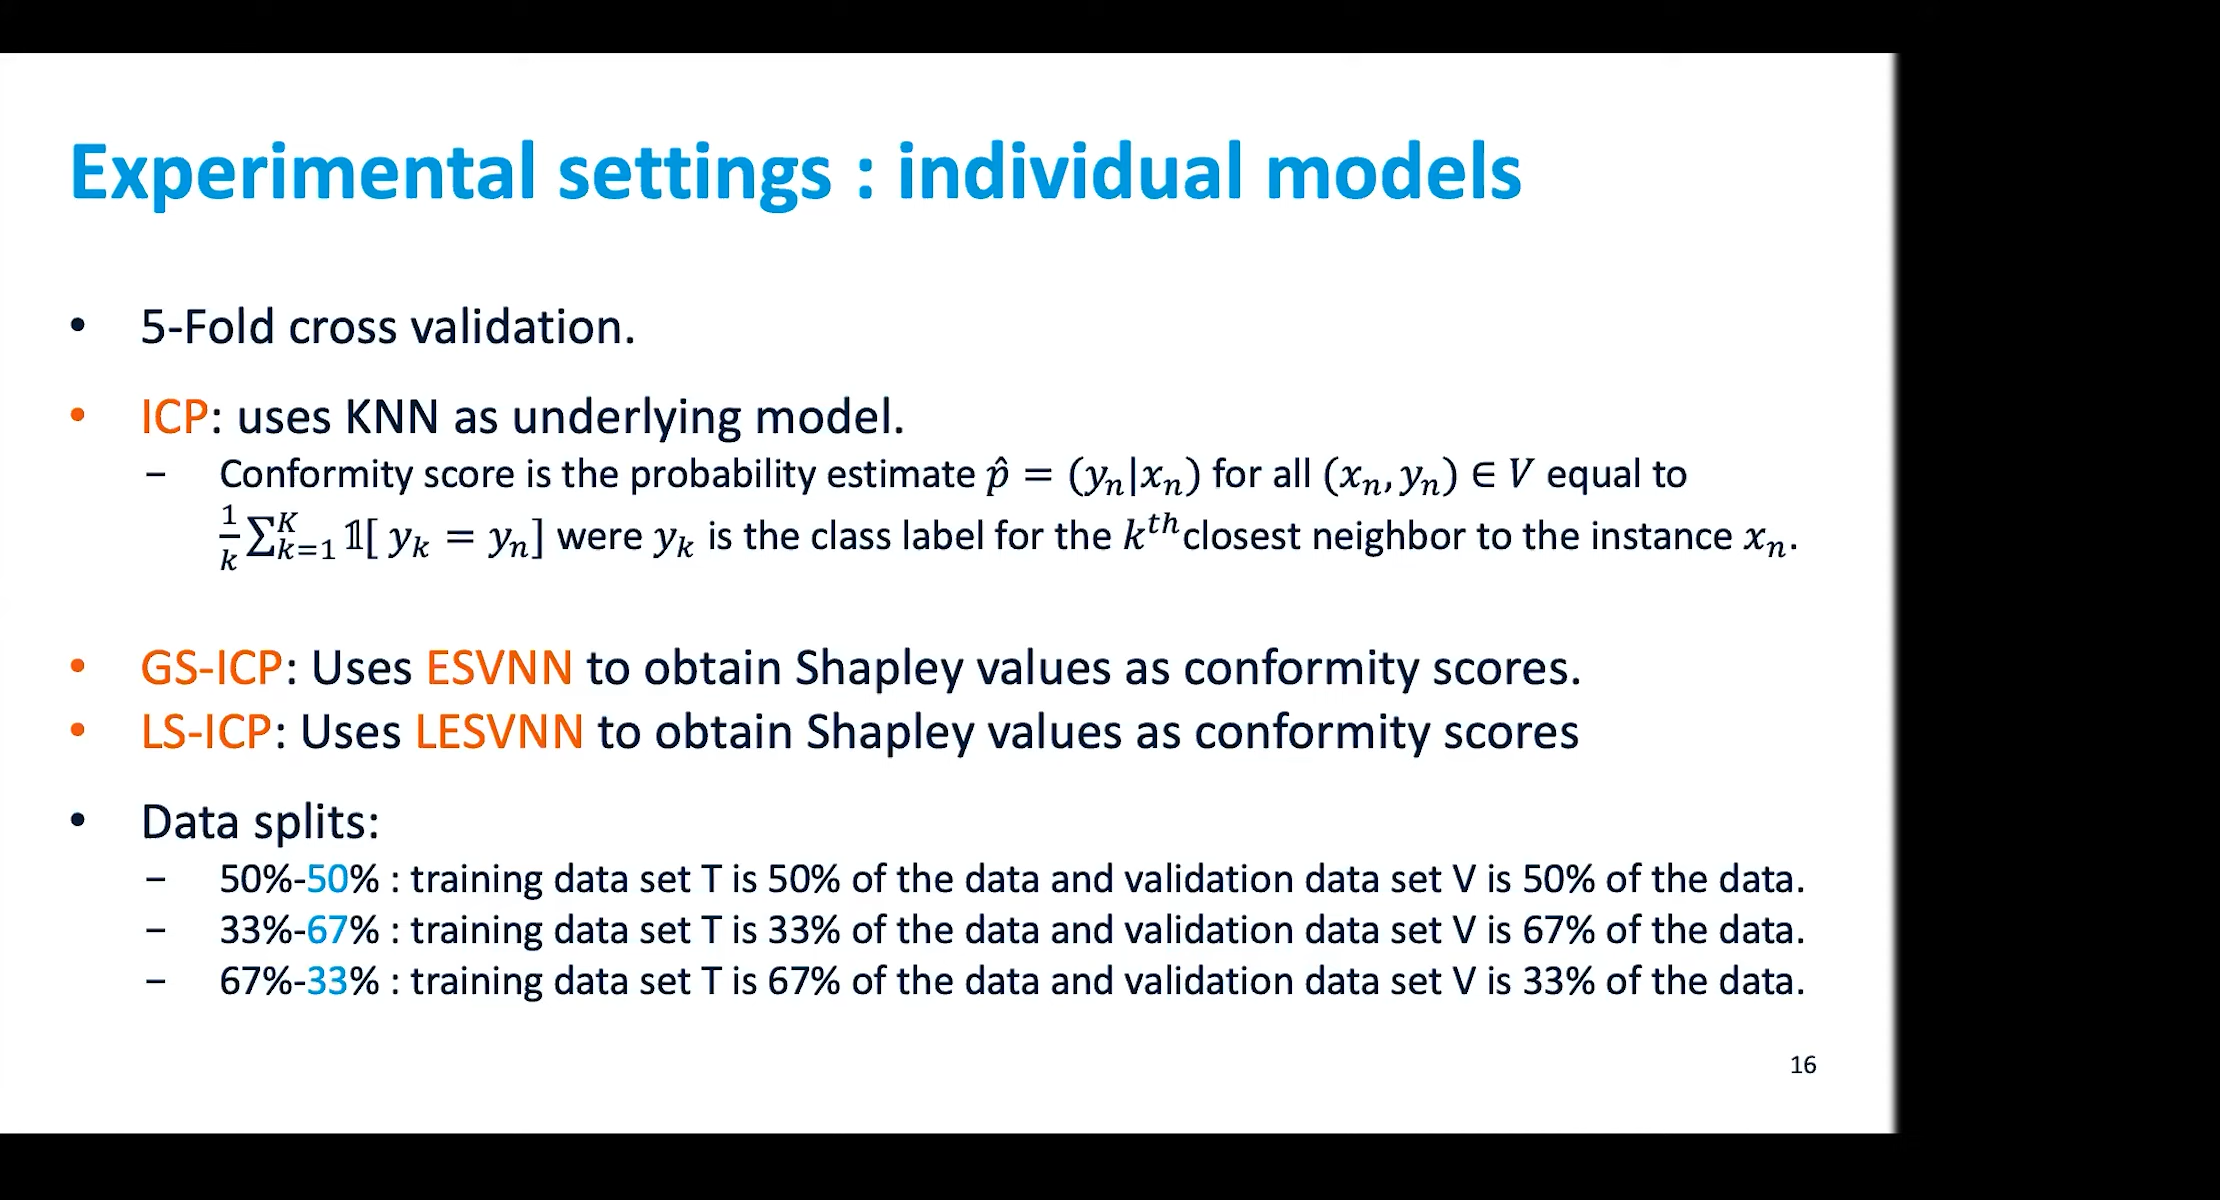 Experimental settings : individual models
• 5-Fold cross validation.
• ICP: uses KNN as underlying model.
– Conformity score is the probability estimate p̂ = (yₙ|xₙ) for all (xₙ, yₙ) ∈ V equal to
1/k ∑_{k=1}^{K} 𝟙[ y_k = y_n] were y_k is the class label for the k^{th}closest neighbor to the instance xₙ.
• GS-ICP: Uses ESVNN to obtain Shapley values as conformity scores.
• LS-ICP: Uses LESVNN to obtain Shapley values as conformity scores
• Data splits:
– 50%-50% : training data set T is 50% of the data and validation data set V is 50% of the data.
– 33%-67% : training data set T is 33% of the data and validation data set V is 67% of the data.
– 67%-33% : training data set T is 67% of the data and validation data set V is 33% of the data.
16